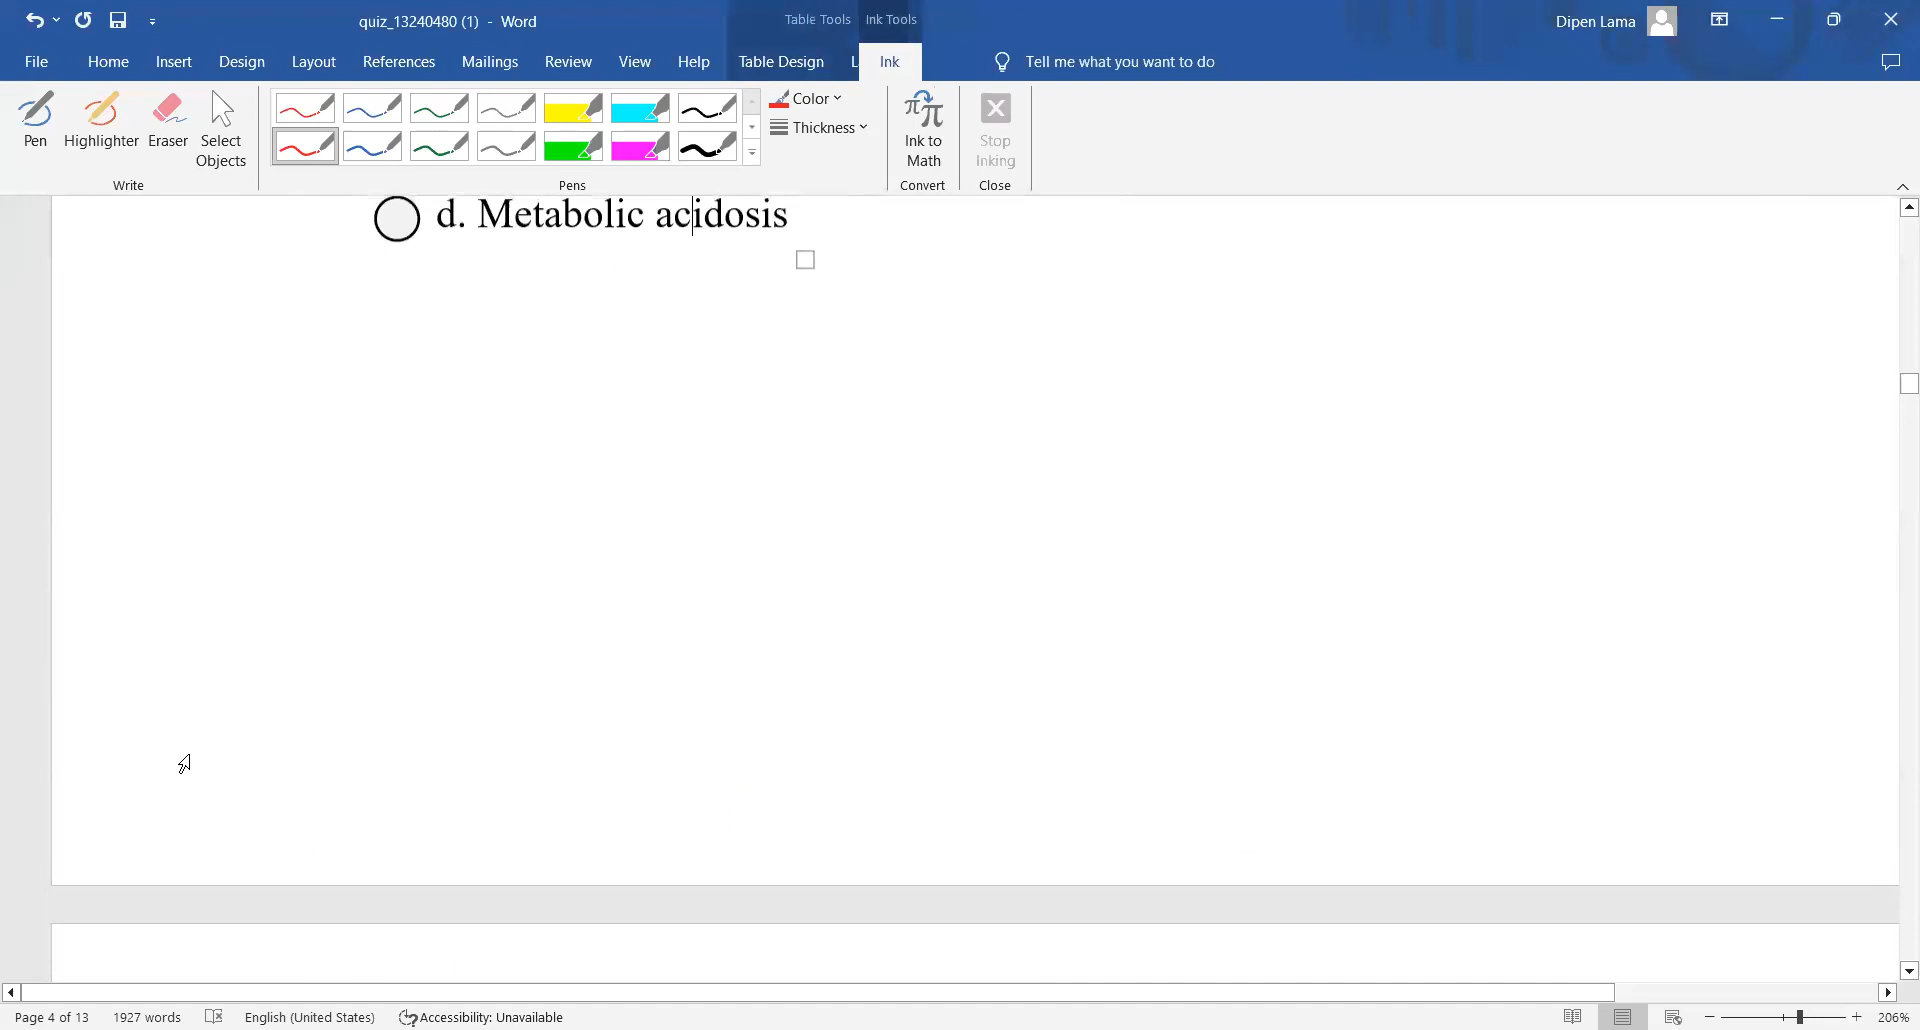 quiz_13240480 (1) - Word
Table Tools Ink Tools
Dipen Lama
File Home Insert Design Layout References Mailings Review View Help Table Design L Ink Tell me what you want to do
Pen
Highlighter
Eraser
Select
Objects
Color
Thickness
Ink to
Math
Stop
Inking
Write Pens Convert Close
d. Metabolic acidosis
Page 4 of 13 1927 words English (United States) Accessibility: Unavailable 206%